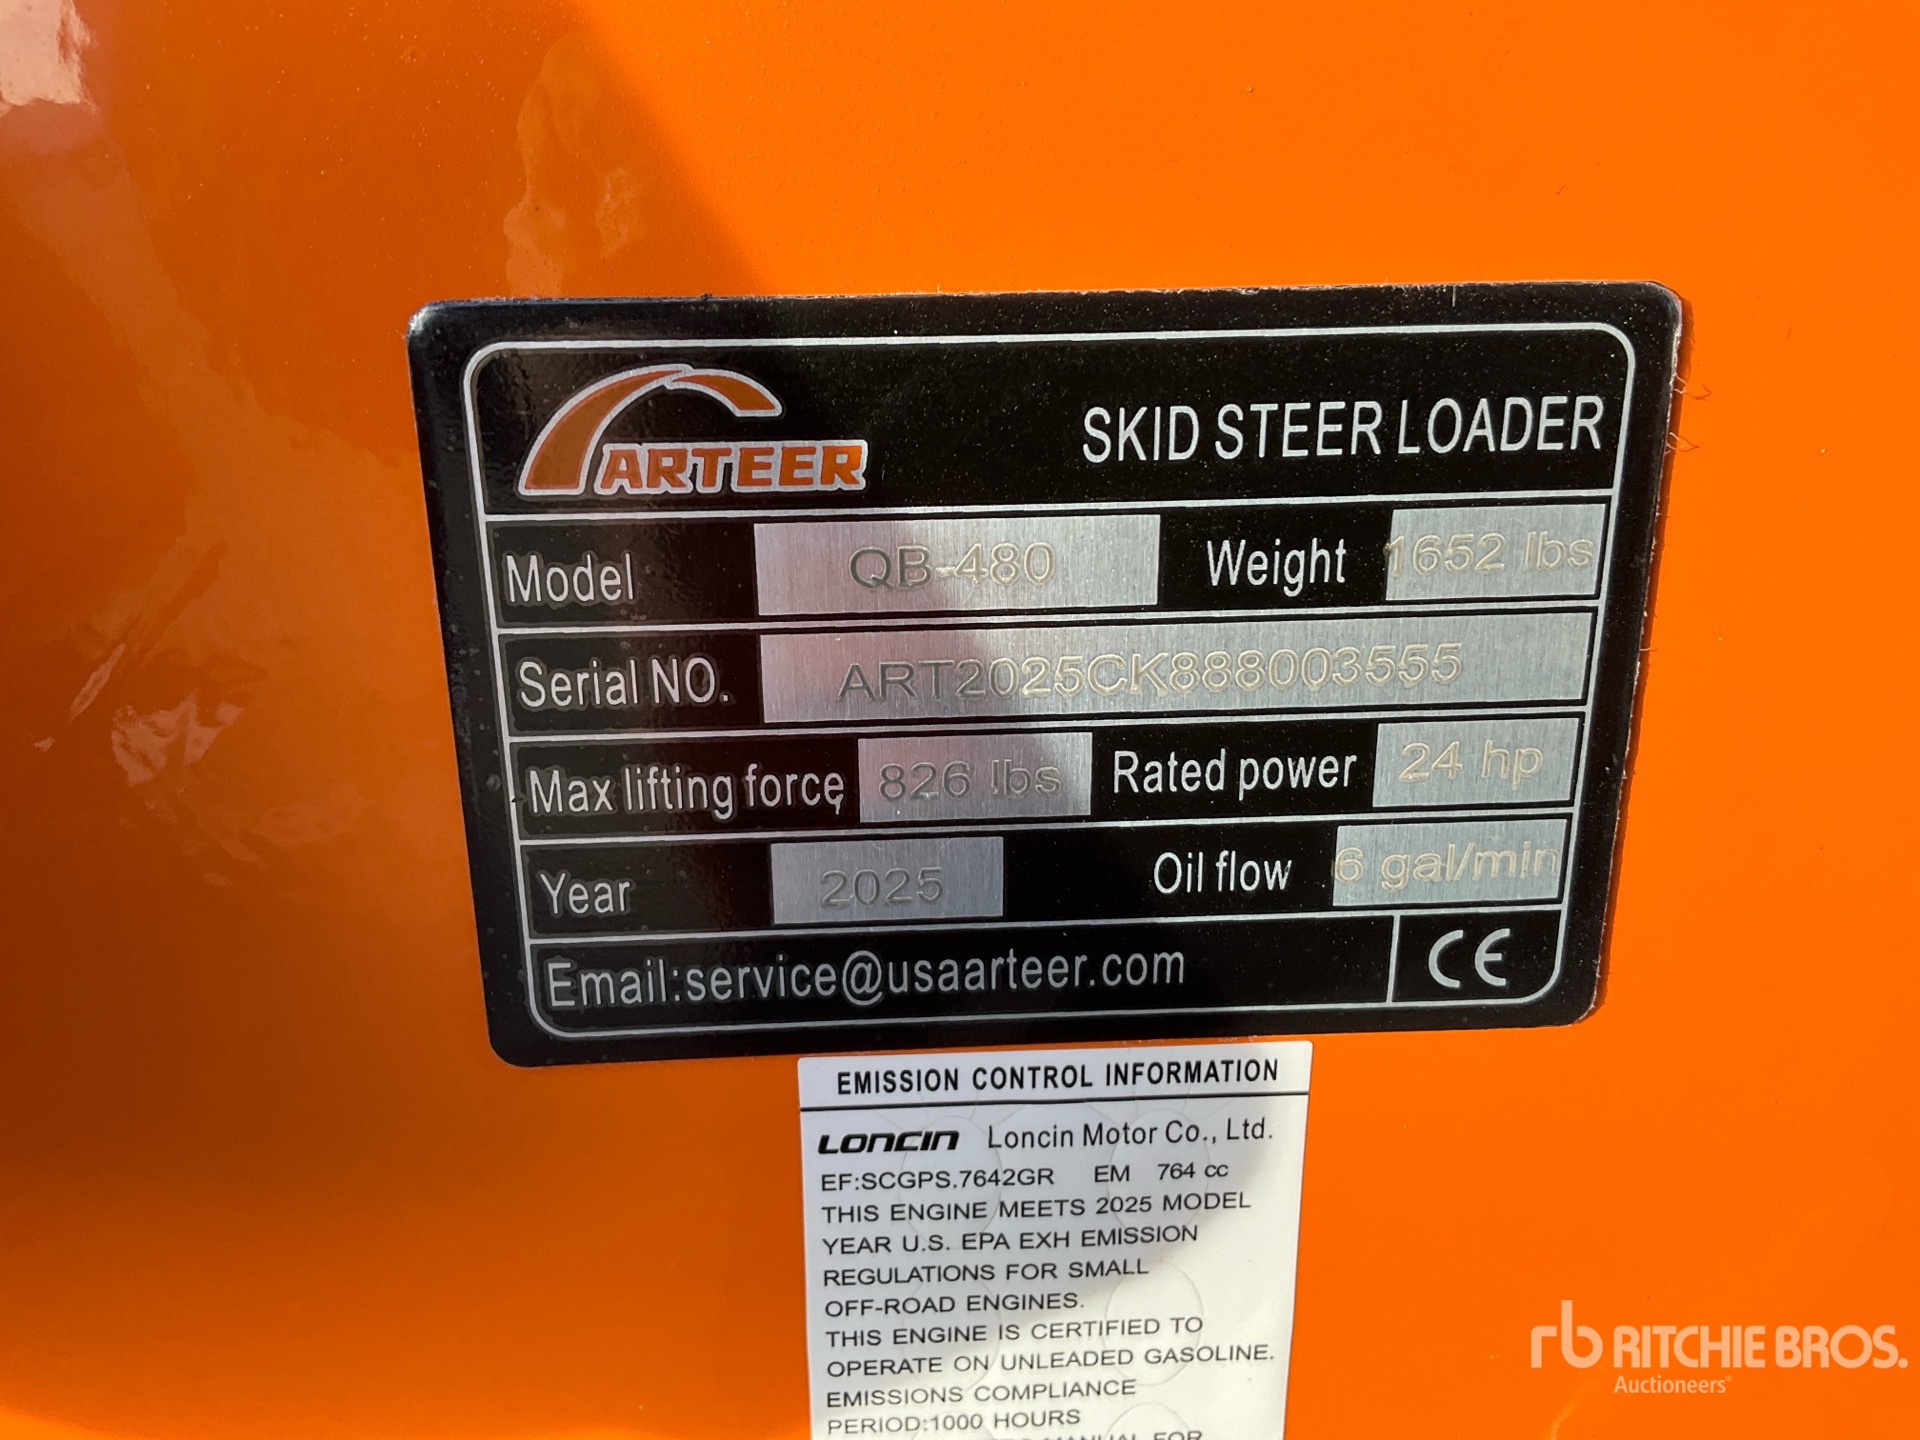 ARTEER
SKID STEER LOADER
Model QB-480 Weight 1652 lbs
Serial NO. ART2025CK888003555
Max lifting force 826 lbs Rated power 24 hp
Year 2025 Oil flow 6 gal/min
Email:service@usaarteer.com CE
EMISSION CONTROL INFORMATION
LONCIN Loncin Motor Co., Ltd.
EF:SCGPS.7642GR EM 764 cc
THIS ENGINE MEETS 2025 MODEL
YEAR U.S. EPA EXH EMISSION
REGULATIONS FOR SMALL
OFF-ROAD ENGINES.
THIS ENGINE IS CERTIFIED TO
OPERATE ON UNLEADED GASOLINE.
EMISSIONS COMPLIANCE
PERIOD:1000 HOURS
MANUAL FOR
rb RITCHIE BROS.
Auctioneers